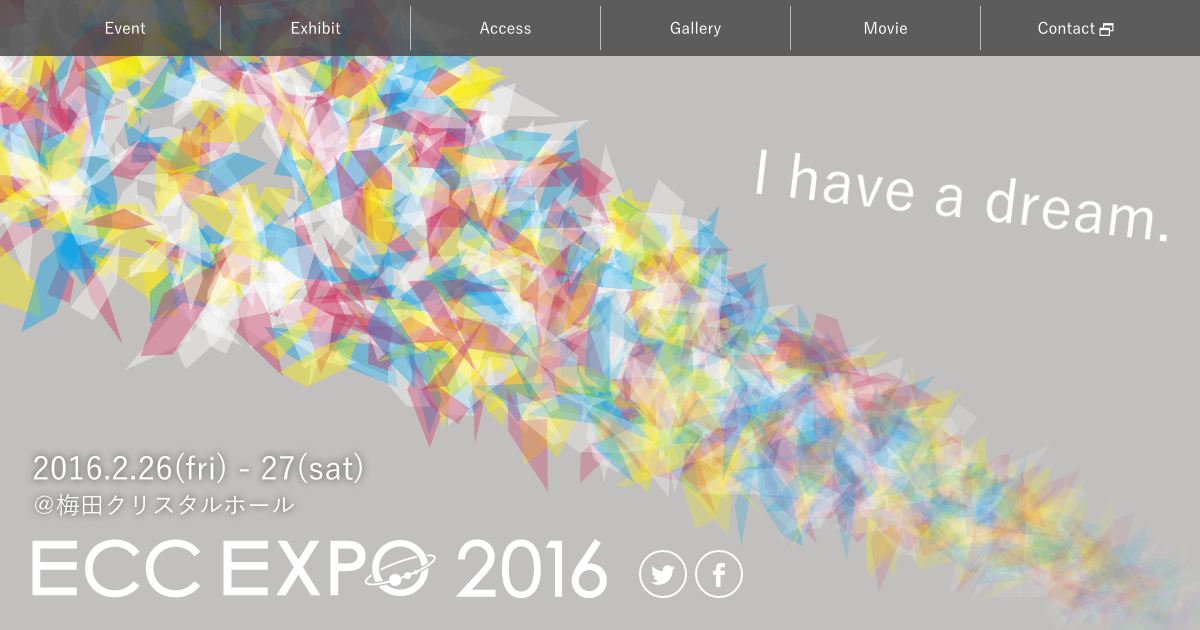 Event Exhibit Access Gallery Movie Contact
I have a dream.
2016.2.26(fri) - 27(sat)
@梅田クリスタルホール
ECC EXPO 2016